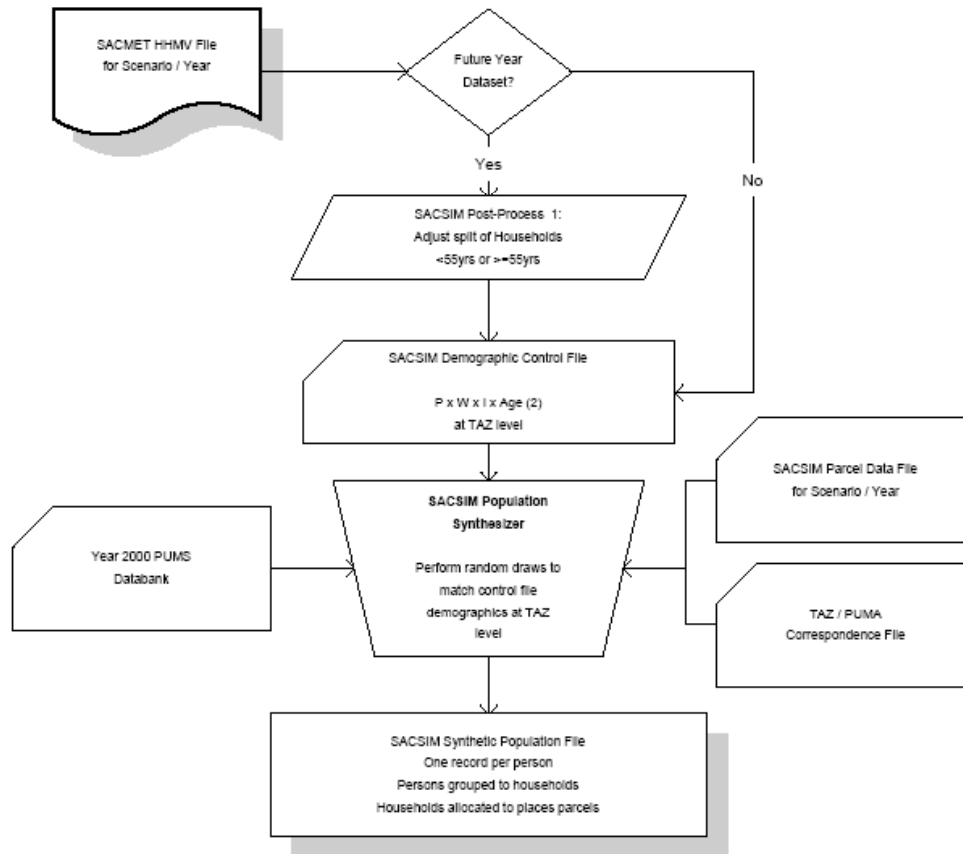 SACMET HHMV File
for Scenario / Year
Future Year
Dataset?
Yes
No
SACSIM Post-Process 1:
Adjust split of Households
<55yrs or >=55yrs
SACSIM Demographic Control File
P x W x I x Age (2)
at TAZ level
SACSIM Parcel Data File
for Scenario / Year
SACSIM Population
Synthesizer
Perform random draws to
match control file
demographics at TAZ
level
Year 2000 PUMS
Databank
TAZ / PUMA
Correspondence File
SACSIM Synthetic Population File
One record per person
Persons grouped to households
Households allocated to places parcels